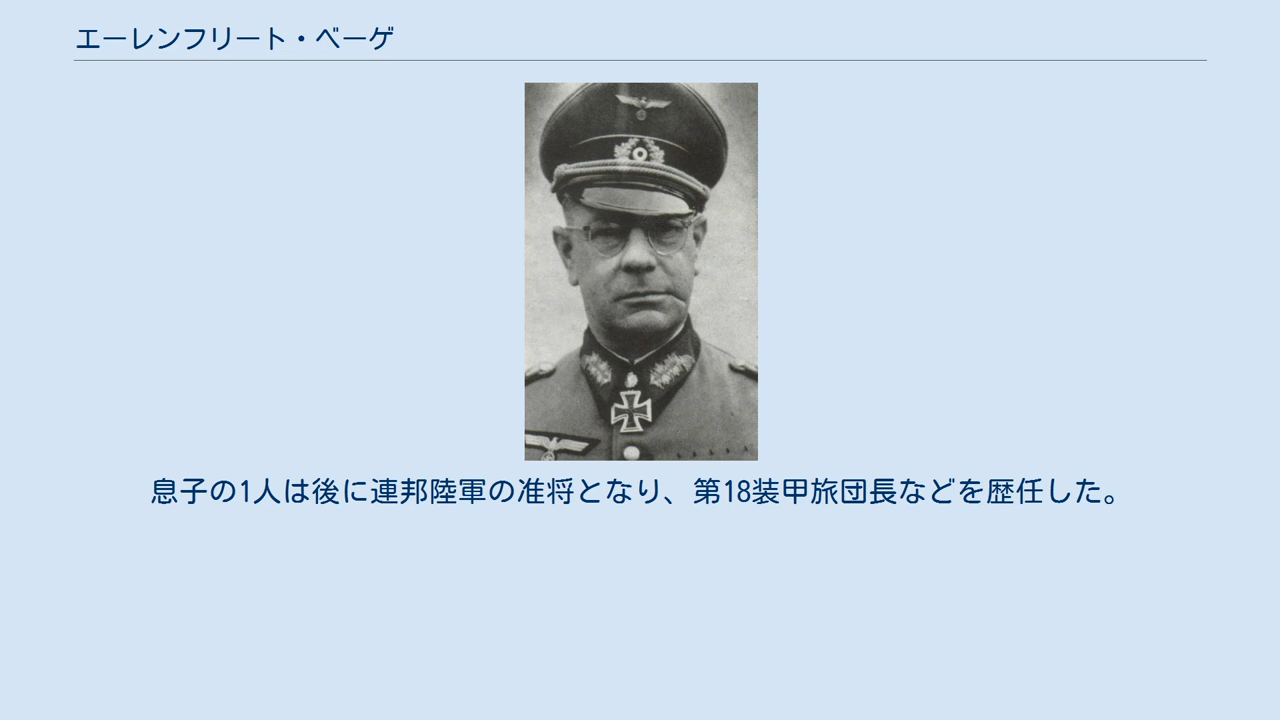 エーレンフリート・ベーゲ
息子の1人は後に連邦陸軍の准将となり、第18装甲旅団長などを歴任した。